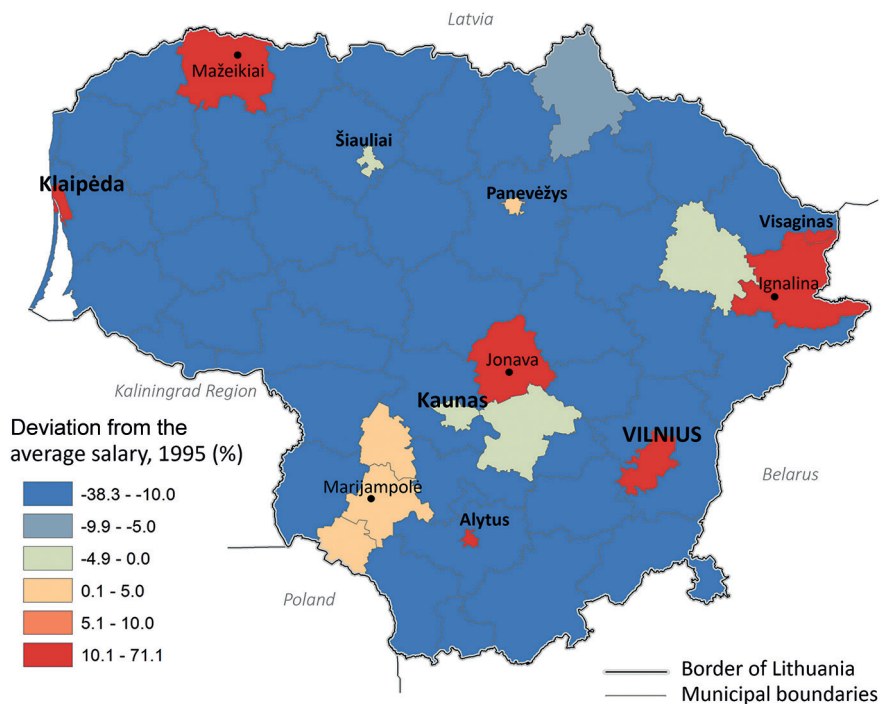 Latvia
Mažeikiai
Šiauliai
Klaipėda
Panevėžys
Visaginas
Ignalina
Jonava
Kaliningrad Region
Kaunas
Deviation from the
average salary, 1995 (%)
VILNIUS
Belarus
-38.3 - -10.0
Marijampolė
-9.9 - -5.0
Alytus
-4.9 - 0.0
0.1 - 5.0
Poland
5.1 - 10.0
10.1 - 71.1
Border of Lithuania
Municipal boundaries